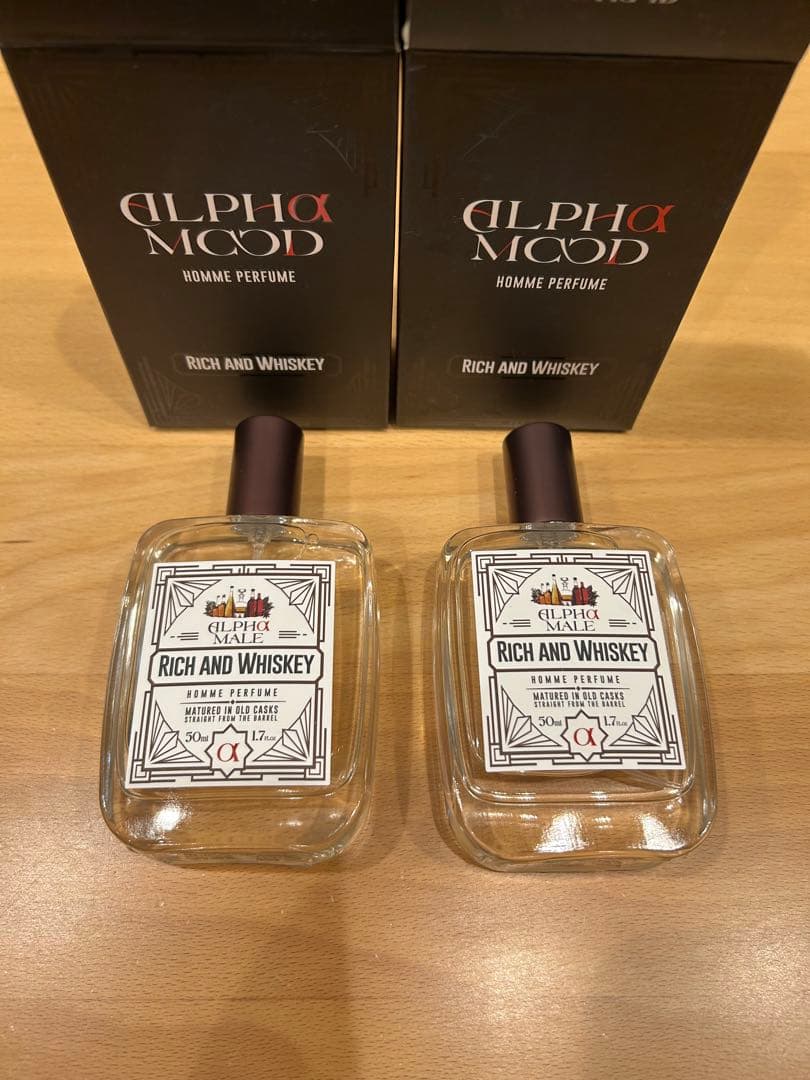 ALPHα
MOOD
HOMME PERFUME
RICH AND WHISKEY
ALPHα
MOOD
HOMME PERFUME
RICH AND WHISKEY
ALPHα
MALE
RICH AND WHISKEY
HOMME PERFUME
MATURED IN OLD CASKS
STRAIGHT FROM THE BARREL
50ml 1.7fl.oz
α
ALPHα
MALE
RICH AND WHISKEY
HOMME PERFUME
MATURED IN OLD CASKS
STRAIGHT FROM THE BARREL
50ml 1.7fl.oz
α